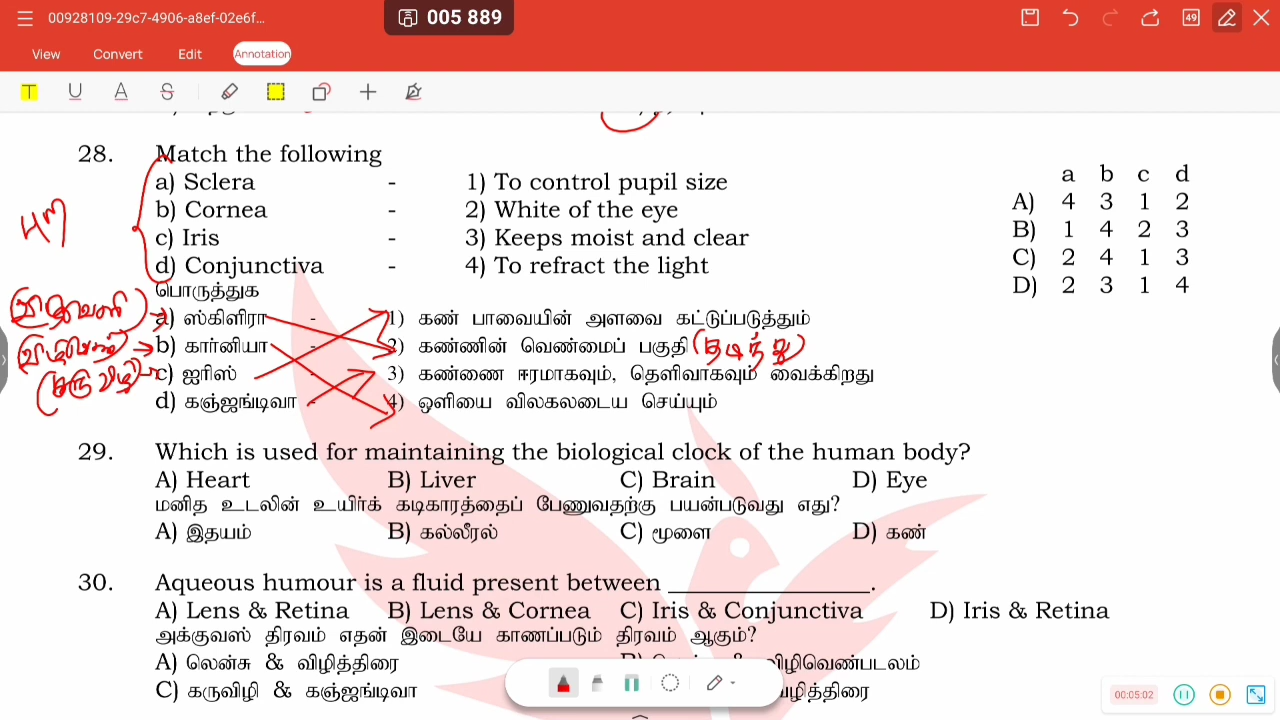 00928109-29c7-4906-a8ef-02e6f...
005 889
49
View Convert Edit Annotation
T U A S
28. Match the following
a b c d
a) Sclera - 1) To control pupil size
A) 4 3 1 2
b) Cornea - 2) White of the eye
B) 1 4 2 3
c) Iris - 3) Keeps moist and clear
C) 2 4 1 3
d) Conjunctiva - 4) To refract the light
D) 2 3 1 4
பொருத்துக
a) ஸ்கிளிரா - 1) கண் பாவையின் அளவை கட்டுப்படுத்தும்
b) கார்னியா - 2) கண்ணின் வெண்மைப் பகுதி
c) ஐரிஸ் - 3) கண்ணை ஈரமாகவும், தெளிவாகவும் வைக்கிறது
d) கஞ்ஜங்டிவா - 4) ஒளியை விலகலடைய செய்யும்
29. Which is used for maintaining the biological clock of the human body?
A) Heart B) Liver C) Brain D) Eye
மனித உடலின் உயிர்க் கடிகாரத்தைப் பேணுவதற்கு பயன்படுவது எது?
A) இதயம் B) கல்லீரல் C) மூளை D) கண்
30. Aqueous humour is a fluid present between ________________.
A) Lens & Retina B) Lens & Cornea C) Iris & Conjunctiva D) Iris & Retina
அக்குவஸ் திரவம் எதன் இடையே காணப்படும் திரவம் ஆகும்?
A) லென்சு & விழித்திரை
C) கருவிழி & கஞ்ஜங்டிவா
00:05:02